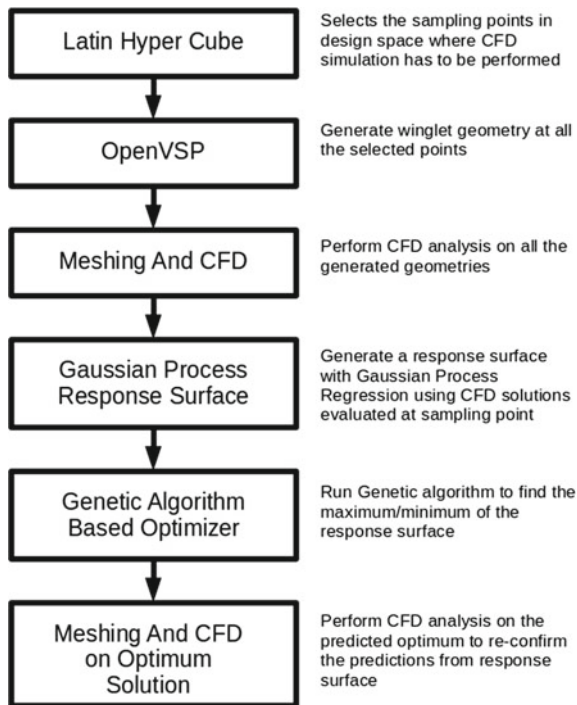 Latin Hyper Cube
Selects the sampling points in
design space where CFD
simulation has to be performed
OpenVSP
Generate winglet geometry at all
the selected points
Meshing And CFD
Perform CFD analysis on all the
generated geometries
Gaussian Process
Response Surface
Generate a response surface
with Gaussian Process
Regression using CFD solutions
evaluated at sampling point
Genetic Algorithm
Based Optimizer
Run Genetic algorithm to find the
maximum/minimum of the
response surface
Meshing And CFD
on Optimum
Solution
Perform CFD analysis on the
predicted optimum to re-confirm
the predictions from response
surface